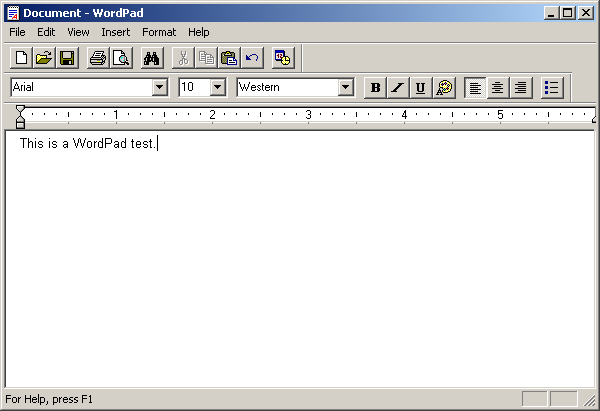 Document - WordPad
File Edit View Insert Format Help
Arial 10 Western B I U
1 2 3 4 5
This is a WordPad test.
For Help, press F1